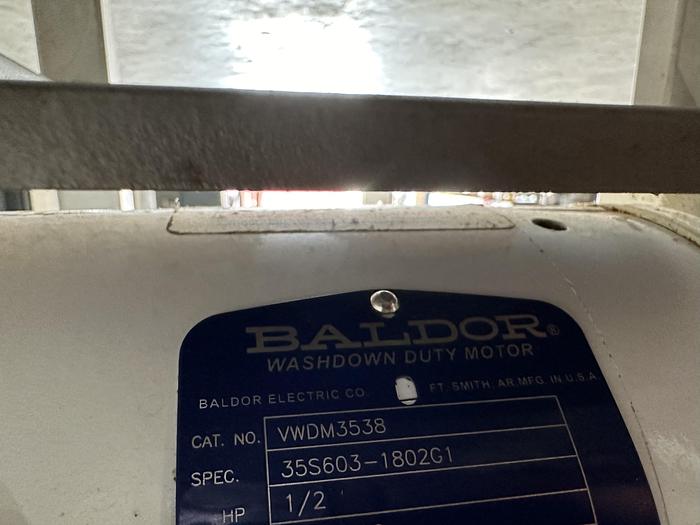 BALDOR®
WASHDOWN DUTY MOTOR
BALDOR ELECTRIC CO. FT. SMITH, AR. MFG. IN U.S.A.
CAT. NO. VWDM3538
SPEC. 35S603-1802G1
HP 1/2